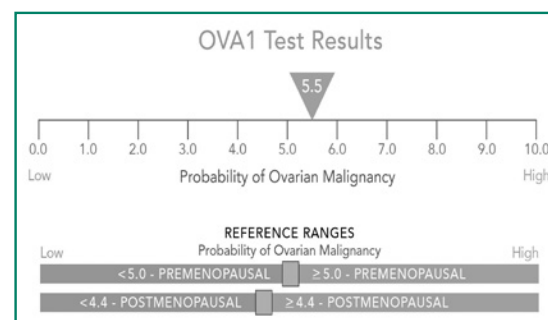 OVA1 Test Results
5.5
0.0 1.0 2.0 3.0 4.0 5.0 6.0 7.0 8.0 9.0 10.0
Low Probability of Ovarian Malignancy High
REFERENCE RANGES
Low Probability of Ovarian Malignancy High
<5.0 - PREMENOPAUSAL ≥5.0 - PREMENOPAUSAL
<4.4 - POSTMENOPAUSAL ≥4.4 - POSTMENOPAUSAL